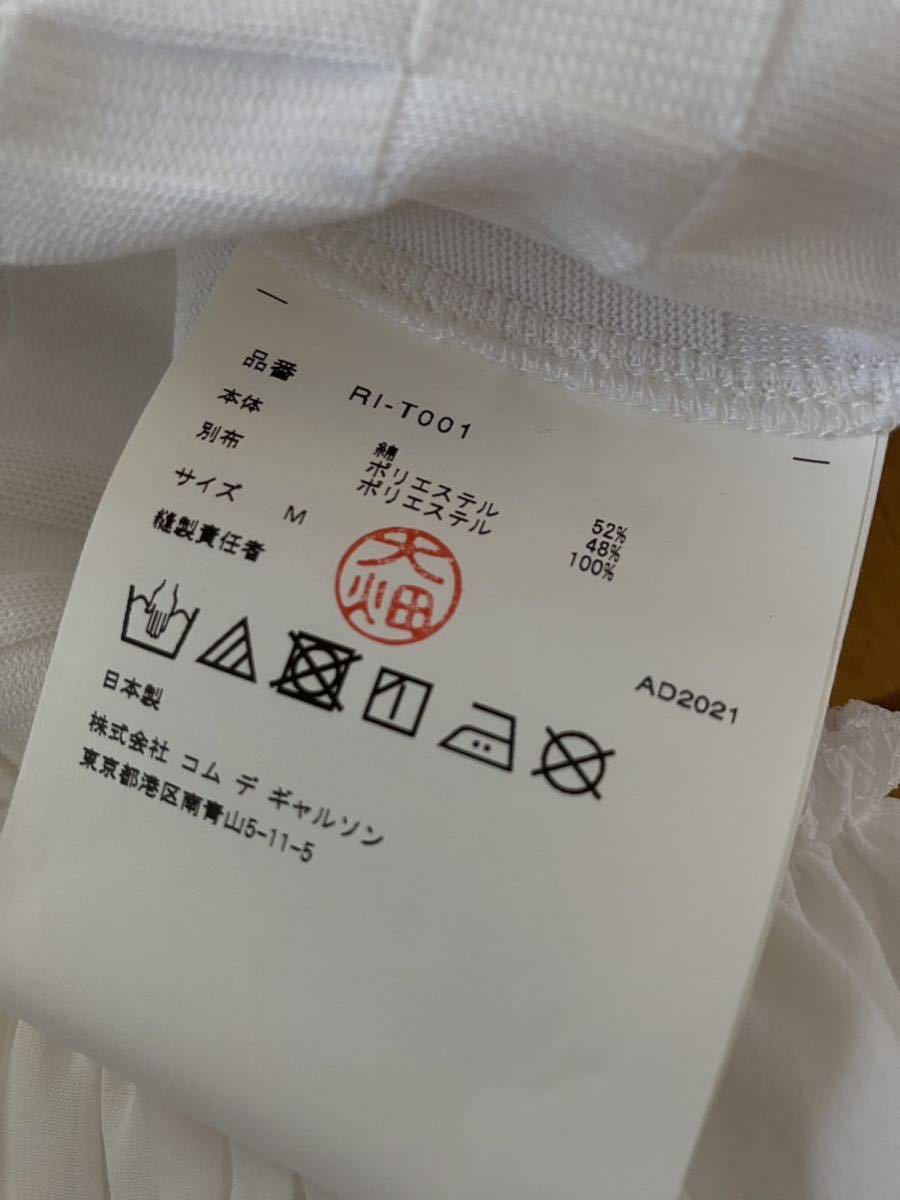 品番 RI-T001
本体 綿 52%
ポリエステル 48%
別布 ポリエステル 100%
サイズ M
縫製責任者 大畑
AD2021
日本製
株式会社 コム デ ギャルソン
東京都港区南青山5-11-5